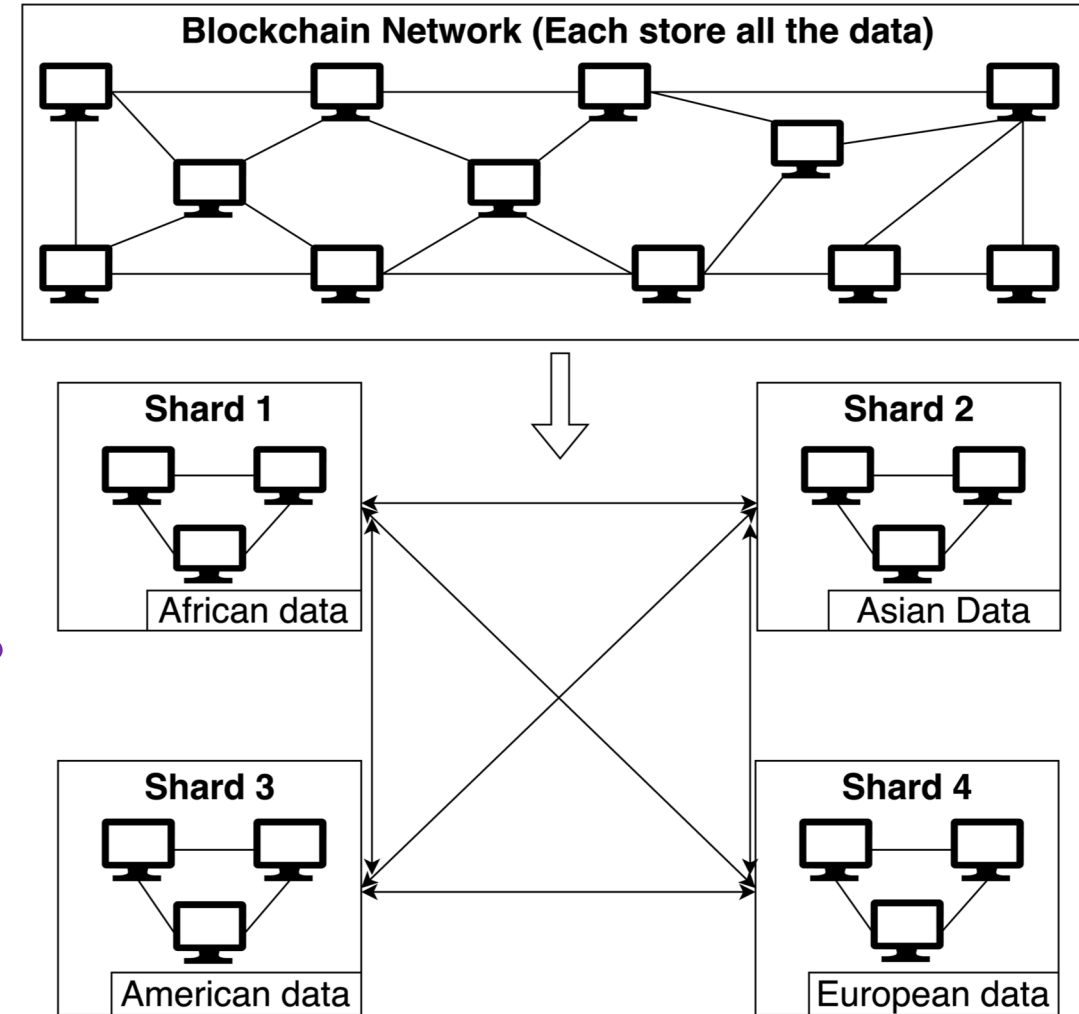 Blockchain Network (Each store all the data)
Shard 1
Shard 2
African data
Asian Data
Shard 3
Shard 4
American data
European data